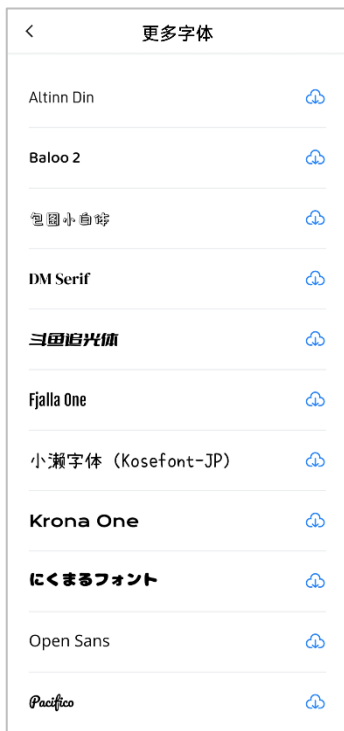 更多字体
Altinn Din
Baloo 2
包图小白体
DM Serif
斗鱼追光体
Fjalla One
小濑字体 (Kosefont-JP)
Krona One
にくまるフォント
Open Sans
Pacifico